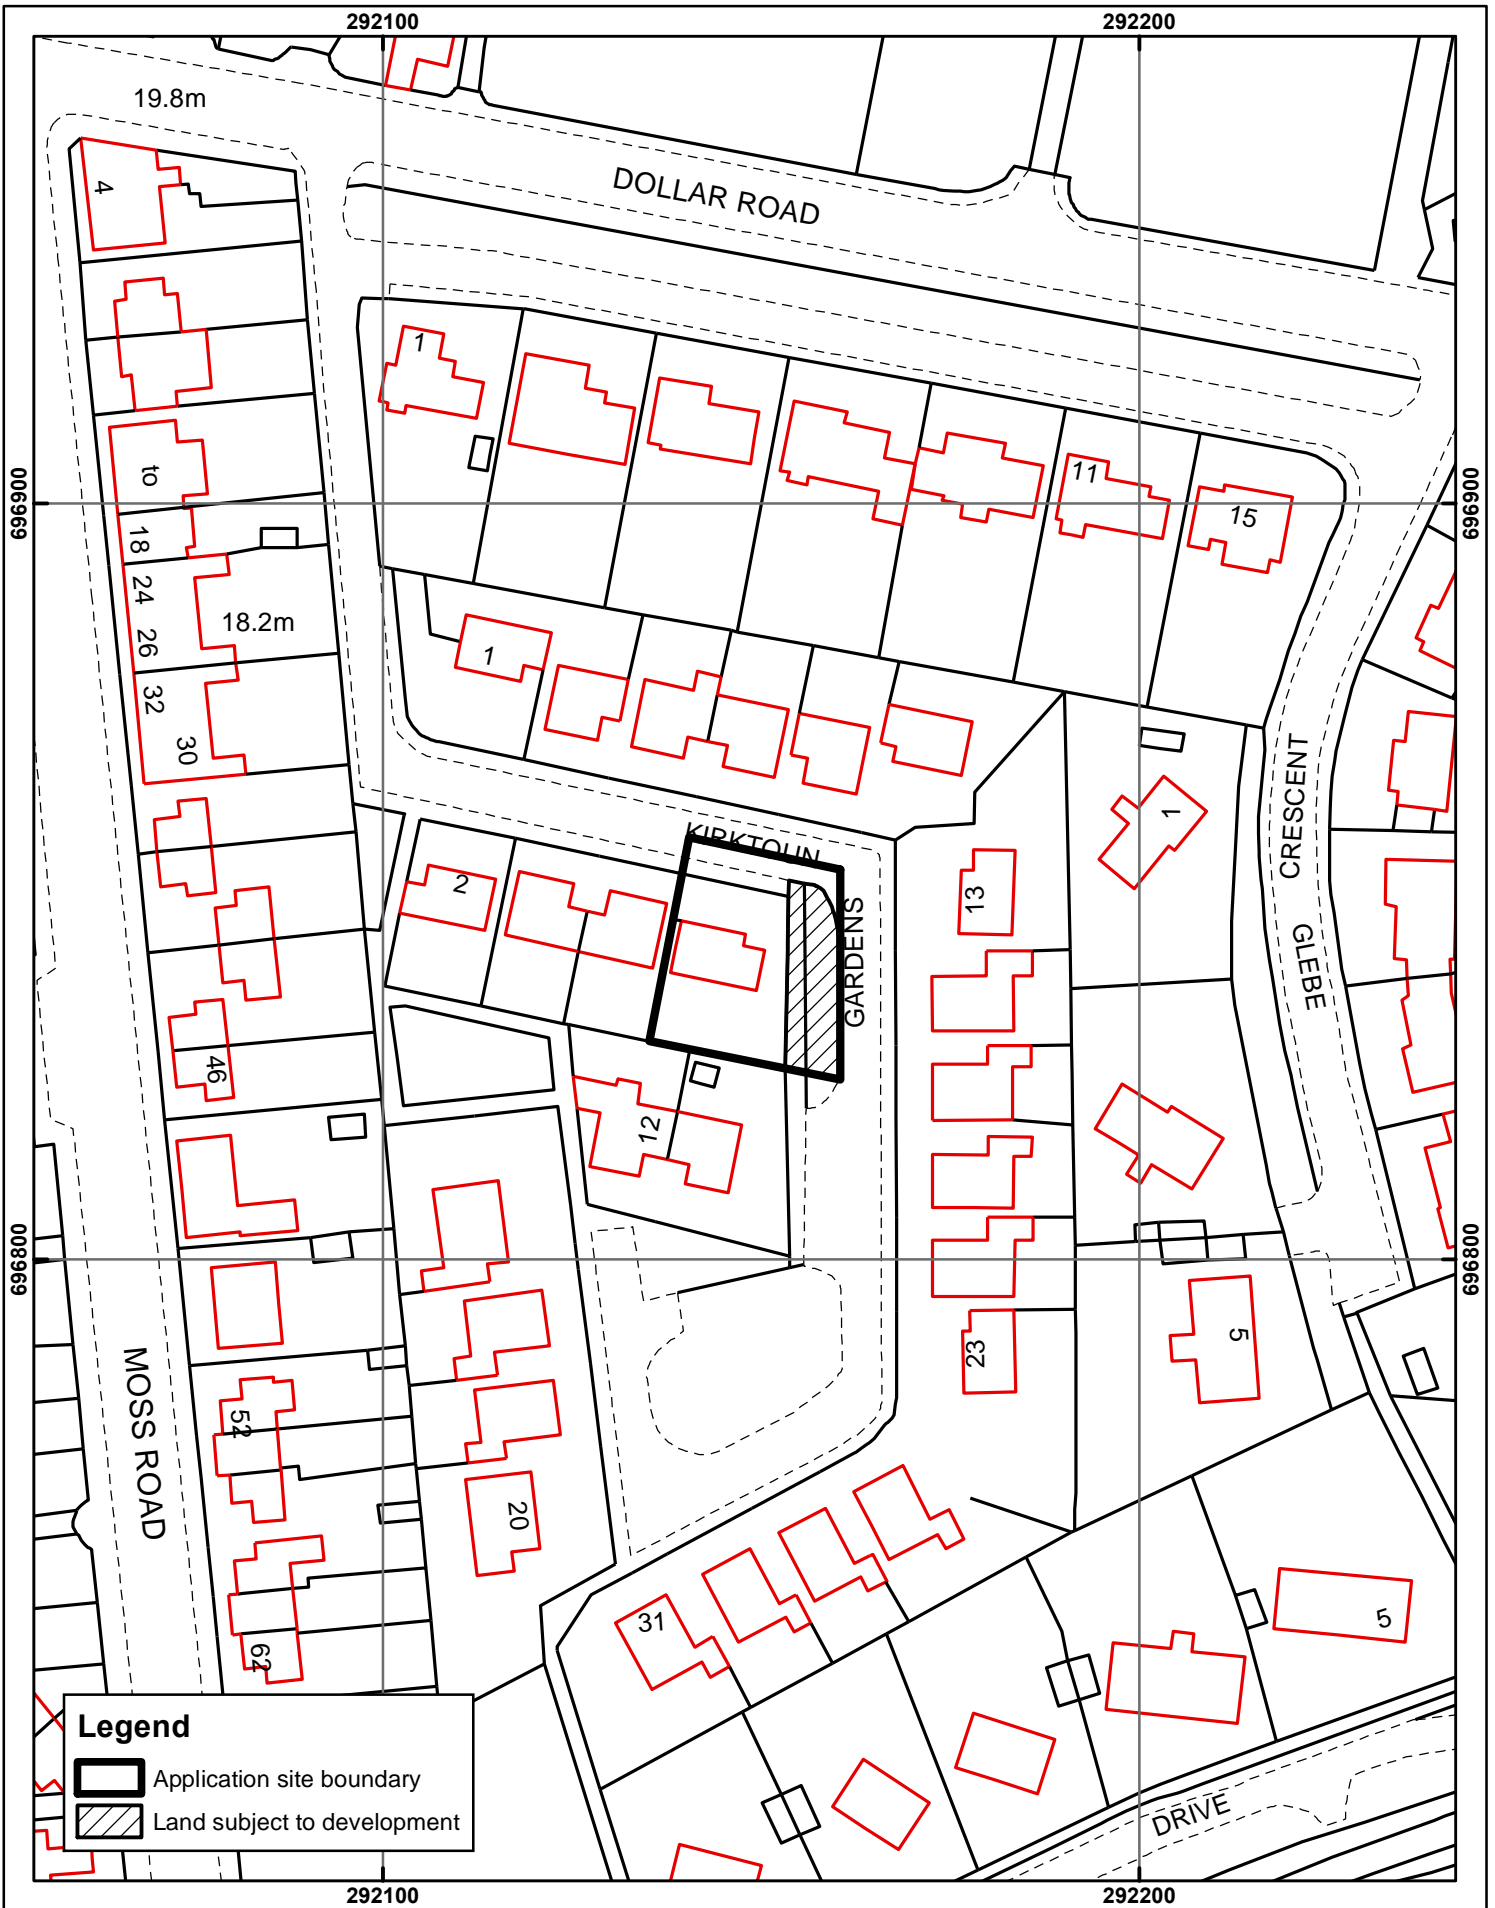 292100
292200
19.8m
4
DOLLAR ROAD
1
to
11
696900
15
696900
18
24
18.2m
26
1
32
30
CRESCENT
1
KIRKTOUN
2
13
GARDENS
GLEBE
46
12
696800
696800
5
23
MOSS ROAD
52
20
31
5
62
Legend
Application site boundary
Land subject to development
DRIVE
292100
292200